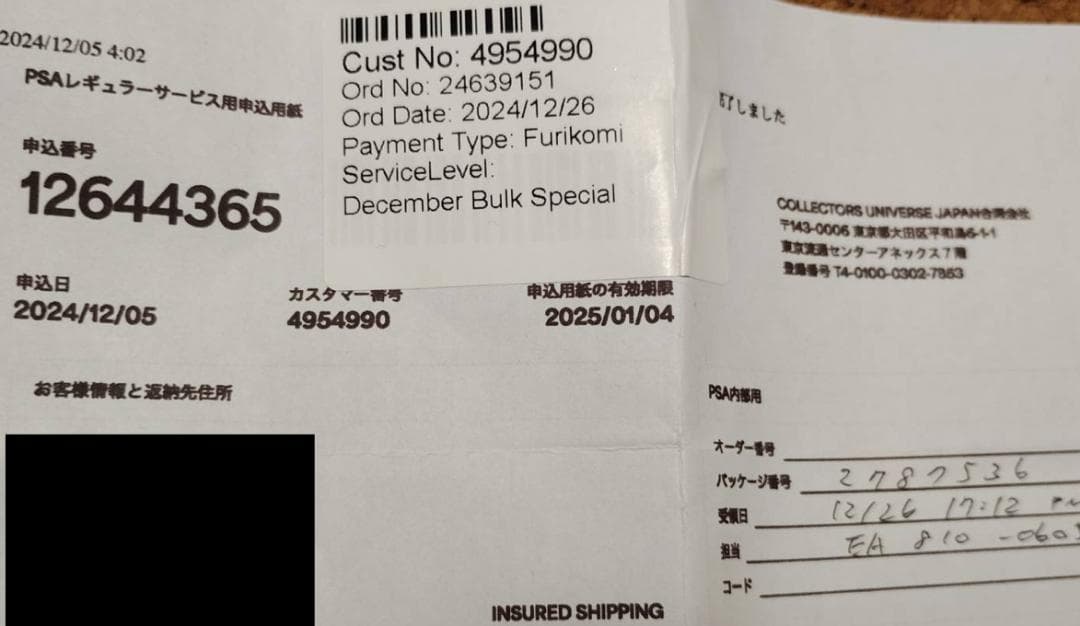 2024/12/05 4:02
PSAレギュラーサービス用申込用紙
申込番号
12644365
Cust No: 4954990
Ord No: 24639151
Ord Date: 2024/12/26
Payment Type: Furikomi
ServiceLevel:
December Bulk Special
了しました
COLLECTORS UNIVERSE JAPAN合同会社
〒143-0006 東京都大田区平和島6-1-1
東京流通センターアネックス7階
登録番号 T4-0100-0302-7853
申込日
2024/12/05
カスタマー番号
4954990
申込用紙の有効期限
2025/01/04
お客様情報と返納先住所
PSA内部用
オーダー番号
パッケージ番号 2787536
受領日 12/26 17:12
担当 EA 810-0605
コード
INSURED SHIPPING